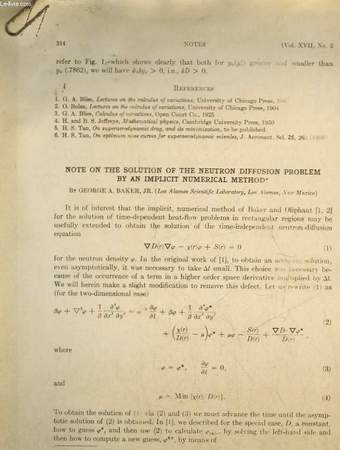 314 NOTES [Vol. XVII, No. 3
refer to Fig. 1, which shows clearly that both for greater and smaller than
(.7862), we will have > 0, i.e., δD > 0.
REFERENCES
1. G. A. Bliss, Lectures on the calculus of variations, University of Chicago Press,
2. O. Bolza, Lectures on the calculus of variations, University of Chicago Press, 1904
3. G. A. Bliss, Calculus of variations, Open Court Co., 1925
4. H. and B. S. Jeffreys, Mathematical physics, Cambridge University Press, 1950
5. H. S. Tan, On superaerodynamic drag, and its minimization, to be published
6. H. S. Tan, On optimum nose curves for superaerodynamic missiles, J. Aeronaut. Sci. 25,
NOTE ON THE SOLUTION OF THE NEUTRON DIFFUSION PROBLEM
BY AN IMPLICIT NUMERICAL METHOD*
By GEORGE A. BAKER, JR. (Los Alamos Scientific Laboratory, Los Alamos, New Mexico)
It is of interest that the implicit, numerical method of Baker and Oliphant [1, 2]
for the solution of time-dependent heat-flow problems in rectangular regions may be
usefully extended to obtain the solution of the time-independent neutron-diffusion
equation
∇D(r)∇φ − χ(r)φ + S(r) = 0 (1)
for the neutron density φ. In the original work of [1], to obtain an accurate solution,
even asymptotically, it was necessary to take Δt small. This choice was necessary be-
cause of the occurrence of a term in a higher order space derivative multiplied by Δt.
We will herein make a slight modification to remove this defect. Let us rewrite (1) as
(for the two-dimensional case)
(2)
where
φ = φ*, ∂φ/∂t = 0, (3)
and
μ = Min [χ(r)/D(r)]. (4)
To obtain the solution of (1) via (2) and (3) we must advance the time until the asymp-
totic solution of (2) is obtained. In [1], we described for the special case, D, a constant,
how to guess φ*, and then use (2) to calculate by solving the left-hand side and
then how to compute a new guess, φ**, by means of